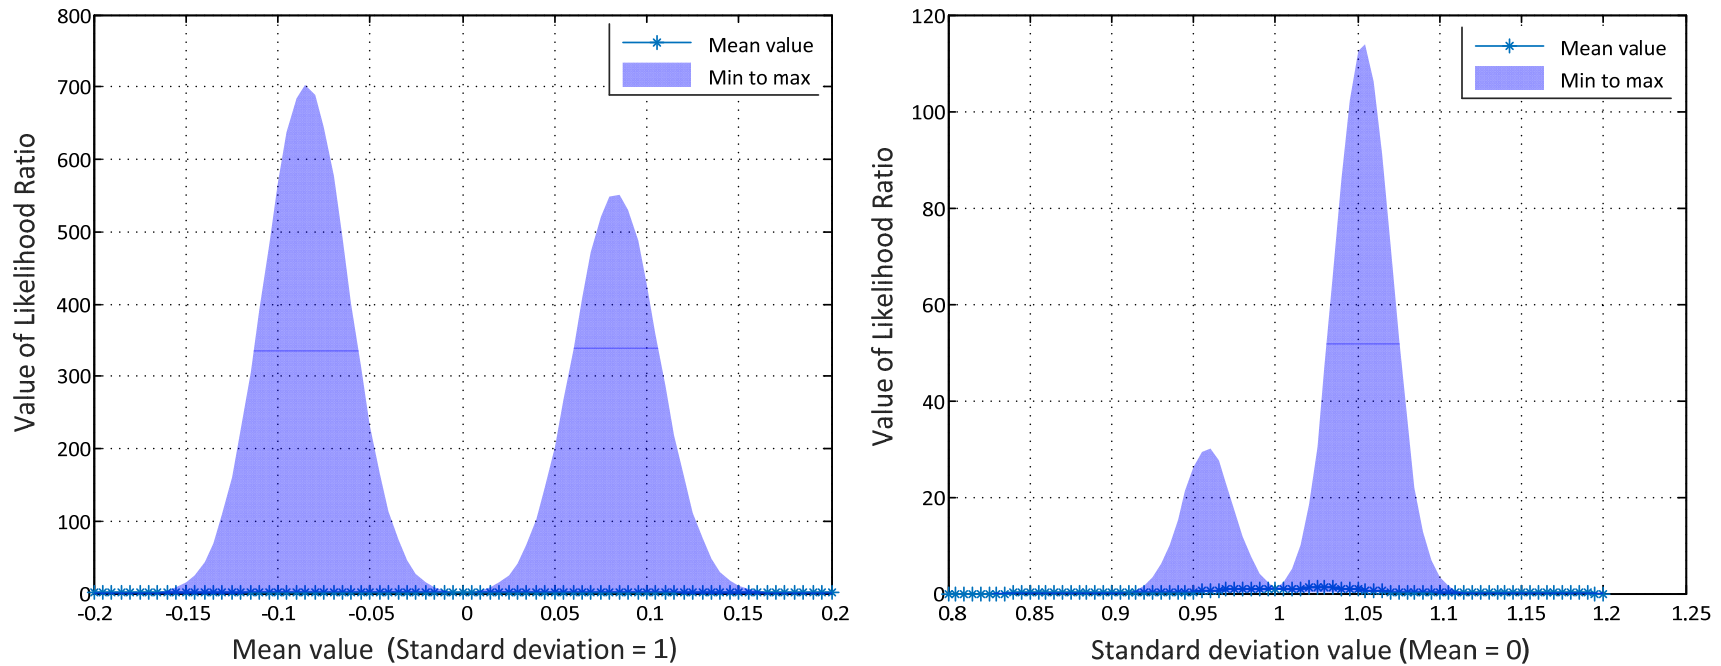 800
700
600
500
400
300
200
100
0
Value of Likelihood Ratio
-0.2 -0.15 -0.1 -0.05 0 0.05 0.1 0.15 0.2
Mean value (Standard deviation = 1)
Mean value
Min to max
120
100
80
60
40
20
0
Value of Likelihood Ratio
0.8 0.85 0.9 0.95 1 1.05 1.1 1.15 1.2 1.25
Standard deviation value (Mean = 0)
Mean value
Min to max